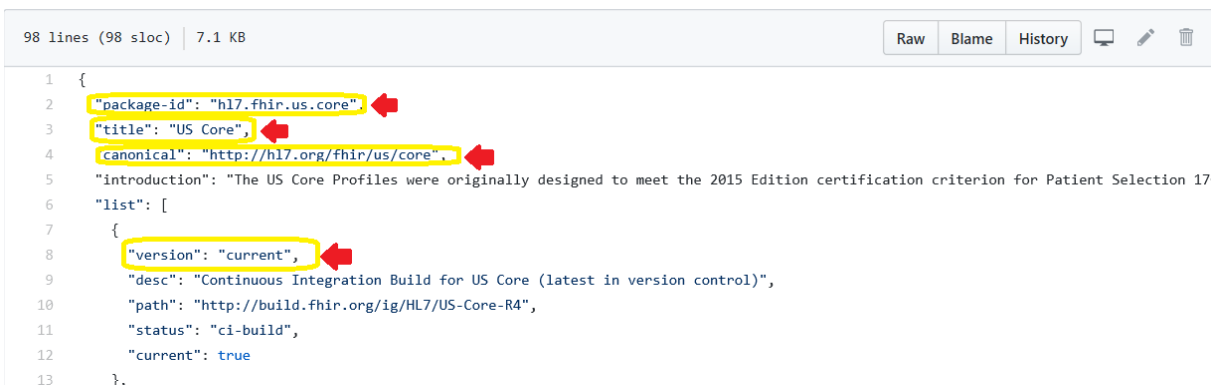 98 lines (98 sloc) 7.1 KB
Raw Blame History
1 {
2 "package-id": "hl7.fhir.us.core",
3 "title": "US Core",
4 "canonical": "http://hl7.org/fhir/us/core",
5 "introduction": "The US Core Profiles were originally designed to meet the 2015 Edition certification criterion for Patient Selection 17
6 "list": [
7 {
8 "version": "current",
9 "desc": "Continuous Integration Build for US Core (latest in version control)",
10 "path": "http://build.fhir.org/ig/HL7/US-Core-R4",
11 "status": "ci-build",
12 "current": true
13 },